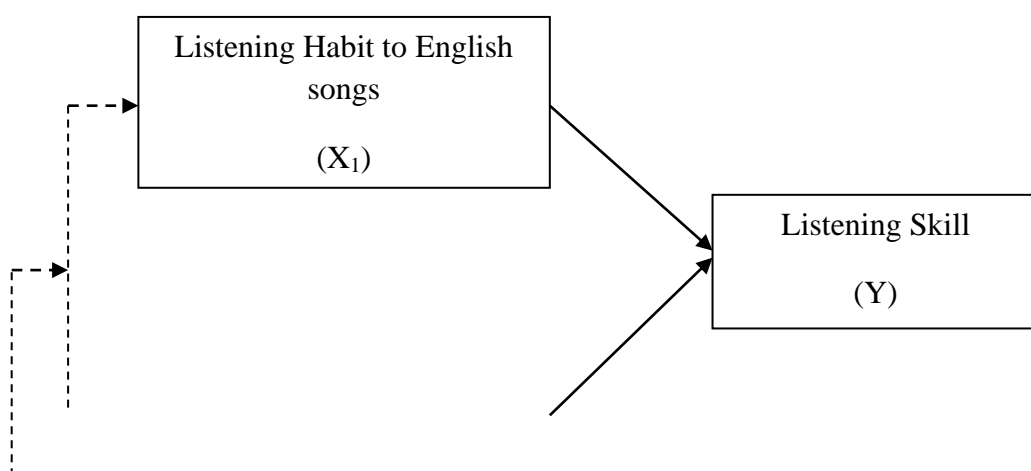 Listening Habit to English
songs
(X₁)
Listening Skill
(Y)